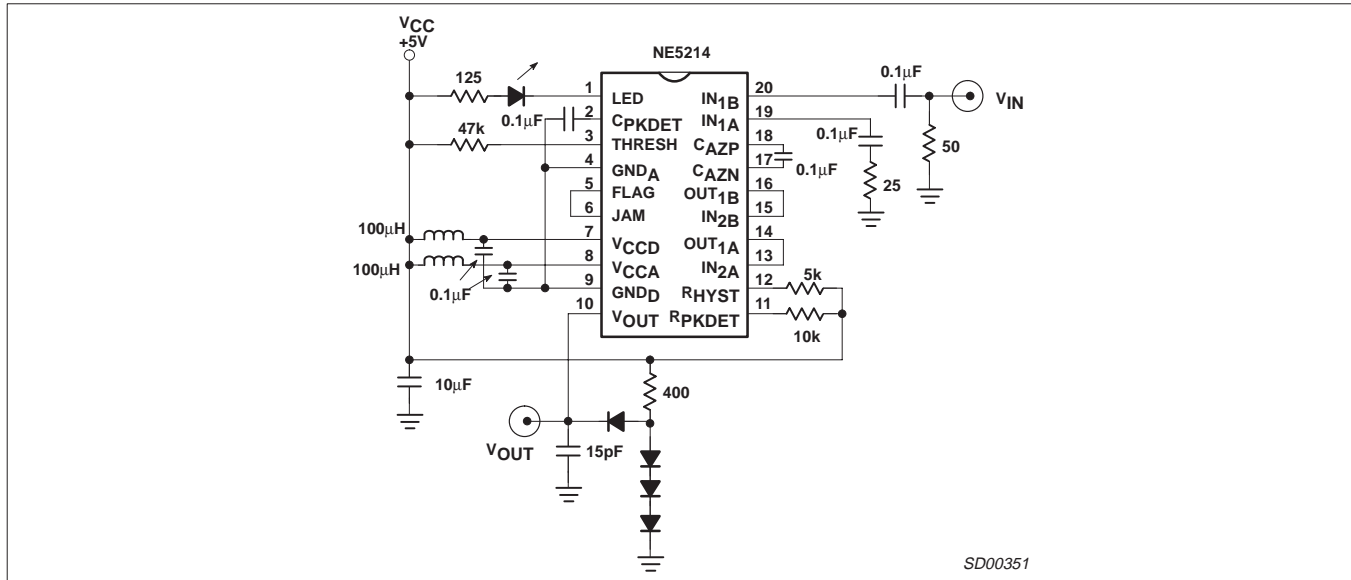 VCC
+5V
NE5214
125
1
LED
IN1B
20
0.1µF
VIN
0.1µF
2
CPKDET
IN1A
19
0.1µF
50
47k
3
THRESH
CAZP
18
4
GNDA
CAZN
17
0.1µF
25
5
FLAG
OUT1B
16
6
JAM
IN2B
15
100µH
7
VCCD
OUT1A
14
100µH
8
VCCA
IN2A
13
0.1µF
9
GNDD
RHYST
12
5k
10
VOUT
RPKDET
11
10k
10µF
400
VOUT
15pF
SD00351